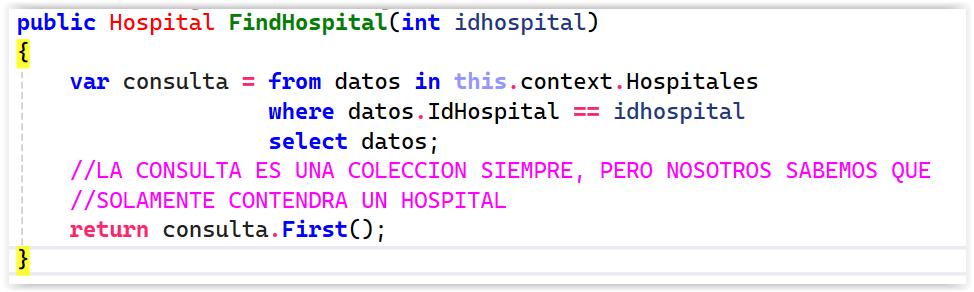 public Hospital FindHospital(int idhospital)
{
    var consulta = from datos in this.context.Hospitales
                   where datos.IdHospital == idhospital
                   select datos;
    //LA CONSULTA ES UNA COLECCION SIEMPRE, PERO NOSOTROS SABEMOS QUE
    //SOLAMENTE CONTENDRA UN HOSPITAL
    return consulta.First();
}